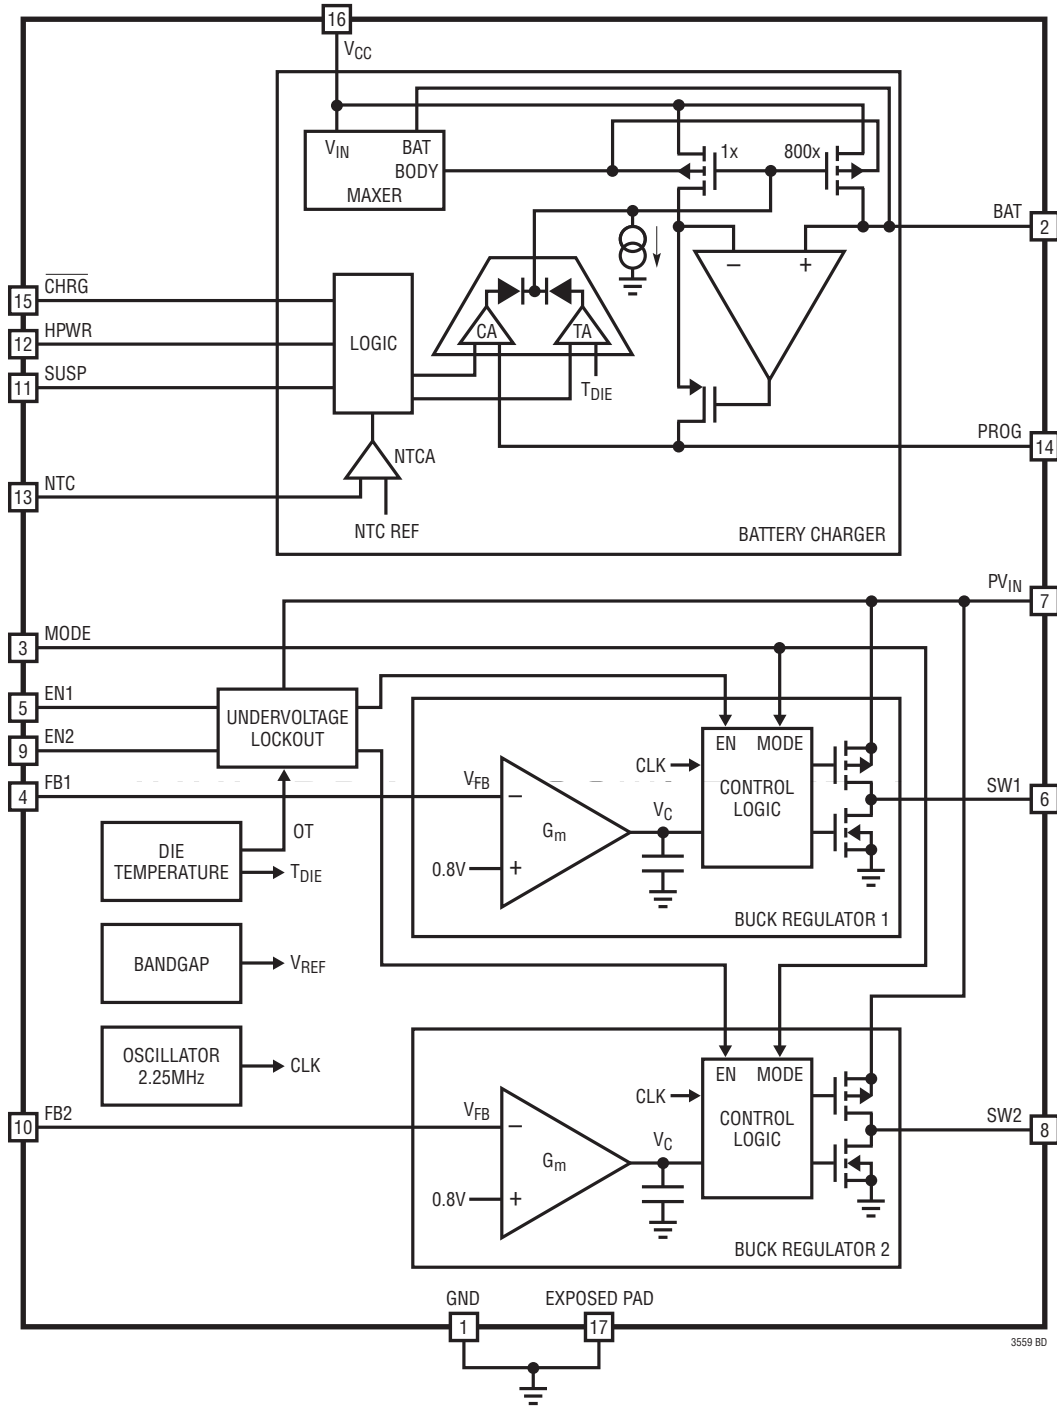 16
VCC
VIN
BAT
BODY
MAXER
1x
800x
BAT
2
−
+
CHRG
15
HPWR
12
SUSP
11
LOGIC
CA
TA
TDIE
PROG
14
NTCA
NTC
13
NTC REF
BATTERY CHARGER
PVIN
7
MODE
3
EN1
5
EN2
9
UNDERVOLTAGE
LOCKOUT
FB1
4
EN
MODE
CLK
CONTROL
LOGIC
VFB
−
Gm
VC
0.8V
+
SW1
6
BUCK REGULATOR 1
OT
DIE
TEMPERATURE
TDIE
BANDGAP
VREF
OSCILLATOR
2.25MHz
CLK
FB2
10
EN
MODE
CLK
CONTROL
LOGIC
VFB
−
Gm
VC
0.8V
+
SW2
8
BUCK REGULATOR 2
GND
1
EXPOSED PAD
17
3559 BD